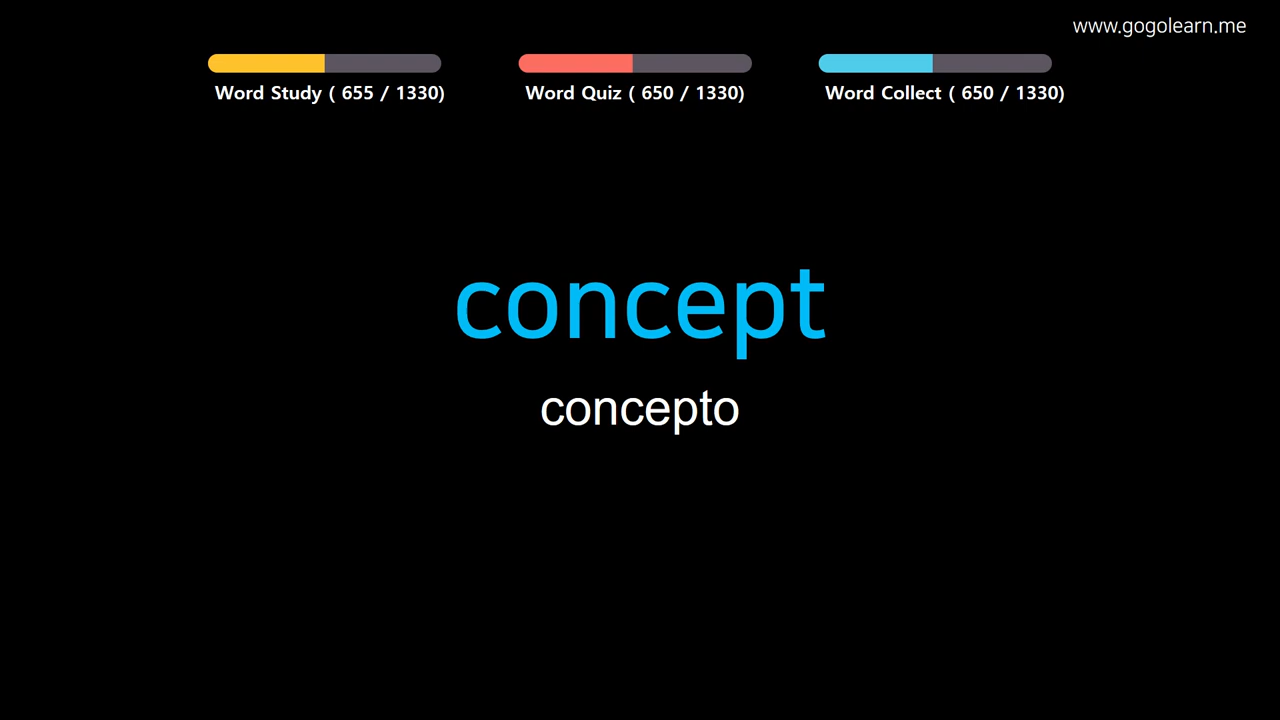 www.gogolearn.me
Word Study ( 655 / 1330)
Word Quiz ( 650 / 1330)
Word Collect ( 650 / 1330)
concept
concepto